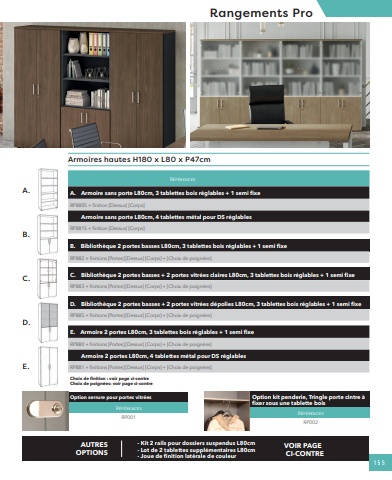 Rangements Pro
Armoires hautes H180 x L80 x P47cm
RÉFÉRENCES
A. Armoire sans porte L80cm, 3 tablettes bois réglables + 1 semi fixe
RF880S + finition [Dessus] [Corps]
Armoire sans porte L80cm, 4 tablettes métal pour DS réglables
RF881S + finition [Dessus] [Corps]
B. Bibliothèque 2 portes basses L80cm, 3 tablettes bois réglables + 1 semi fixe
RF882 + finitions [Portes][Dessus] [Corps] + [Choix de poignées]
C. Bibliothèque 2 portes basses + 2 portes vitrées claires L80cm, 3 tablettes bois réglables + 1 semi fixe
RF883 + finitions [Portes][Dessus] [Corps] + [Choix de poignées]
D. Bibliothèque 2 portes basses + 2 portes vitrées dépolies L80cm, 3 tablettes bois réglables + 1 semi fixe
RF885 + finitions [Portes][Dessus] [Corps] + [Choix de poignées]
E. Armoire 2 portes L80cm, 3 tablettes bois réglables + 1 semi fixe
RF880 + finitions [Portes][Dessus] [Corps] + [Choix de poignées]
Armoire 2 portes L80cm, 4 tablettes métal pour DS réglables
RF881 + finitions [Portes][Dessus] [Corps] + [Choix de poignées]
A.
B.
C.
D.
E.
Choix de finition : voir page ci-contre
Choix de poignées: voir page ci-contre
Option serrure pour portes vitrées
RÉFÉRENCES
RF001
Option kit penderie, Tringle porte cintre à
fixer sous une tablette bois
RÉFÉRENCES
RF002
AUTRES
OPTIONS
- Kit 2 rails pour dossiers suspendus L80cm
- Lot de 2 tablettes supplémentaires L80cm
- Joue de finition latérale de couleur
VOIR PAGE
CI-CONTRE
155